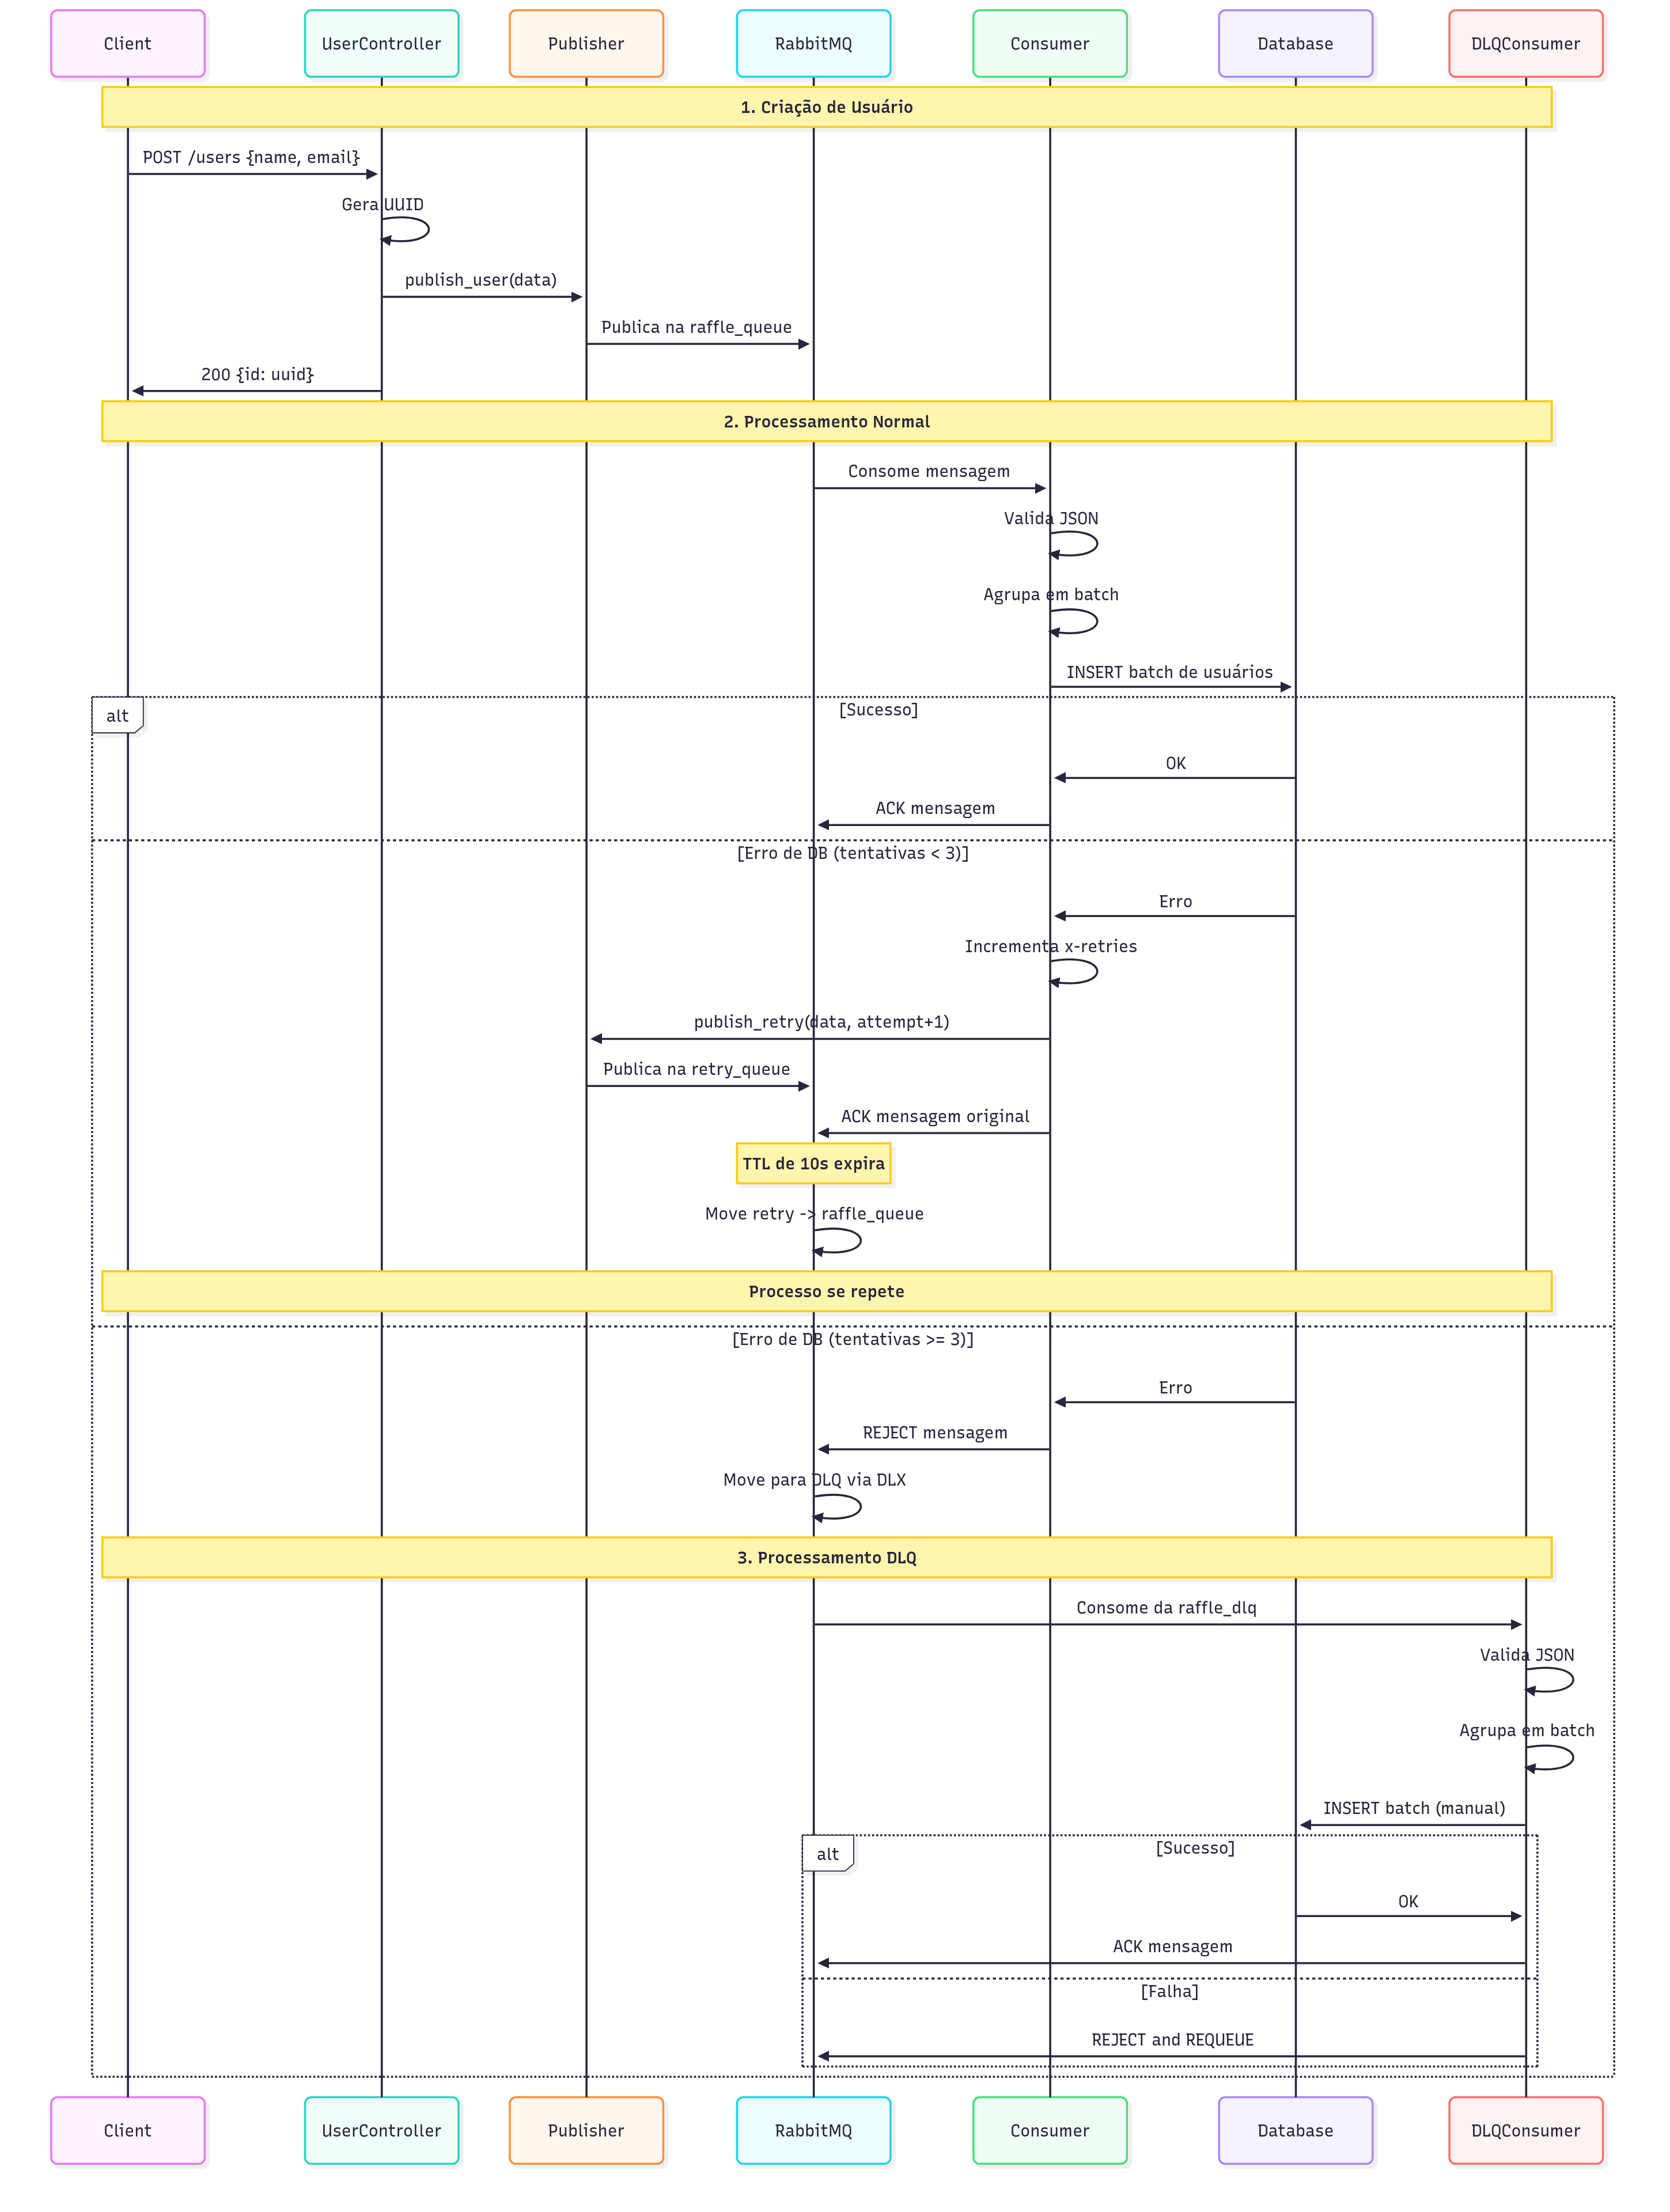 Client
UserController
Publisher
RabbitMQ
Consumer
Database
DLQConsumer
1. Criação de Usuário
POST /users {name, email}
Gera UUID
publish_user(data)
Publica na raffle_queue
200 {id: uuid}
2. Processamento Normal
Consome mensagem
Valida JSON
Agrupa em batch
INSERT batch de usuários
alt
[Sucesso]
OK
ACK mensagem
[Erro de DB (tentativas < 3)]
Erro
Incrementa x-retries
publish_retry(data, attempt+1)
Publica na retry_queue
ACK mensagem original
TTL de 10s expira
Move retry -> raffle_queue
Processo se repete
[Erro de DB (tentativas >= 3)]
Erro
REJECT mensagem
Move para DLQ via DLX
3. Processamento DLQ
Consome da raffle_dlq
Valida JSON
Agrupa em batch
INSERT batch (manual)
alt
[Sucesso]
OK
ACK mensagem
[Falha]
REJECT and REQUEUE
Client
UserController
Publisher
RabbitMQ
Consumer
Database
DLQConsumer